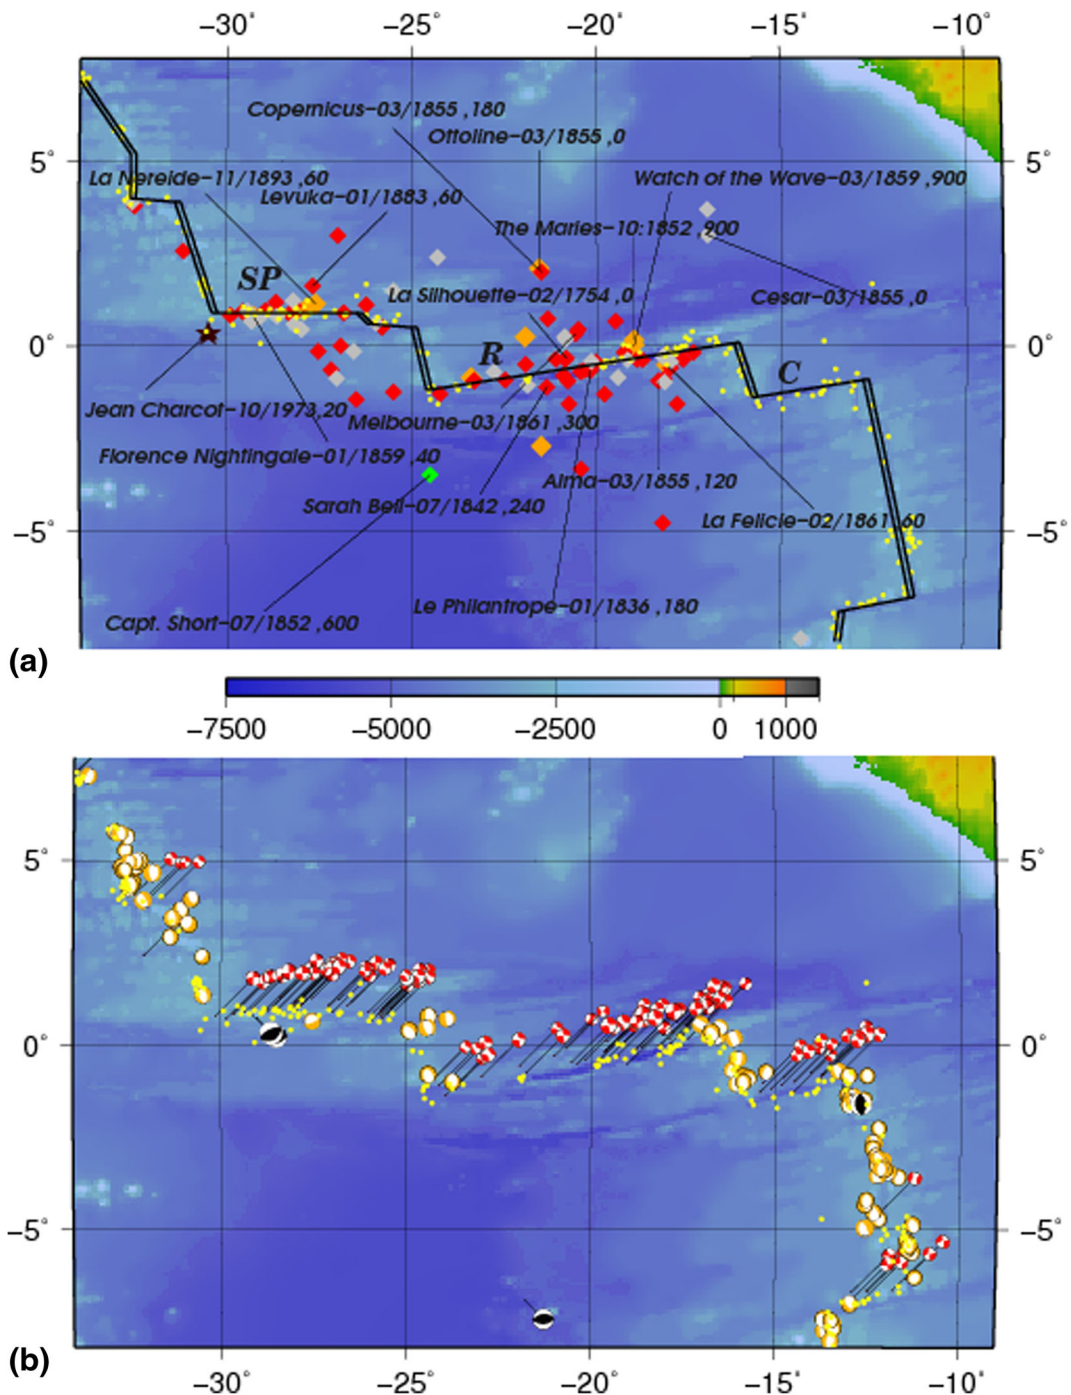 −30° −25° −20° −15° −10°
Copernicus−03/1855 ,180
Ottoline−03/1855 ,0
5° 5°
La Nereide−11/1893 ,60
Watch of the Wave−03/1859 ,900
Levuka−01/1883 ,60
The Maries−10:1852 ,900
SP
La Silhouette−02/1754 ,0
Cesar−03/1855 ,0
0° 0°
R
C
Jean Charcot−10/1973,20
Melbourne−03/1861 ,300
Florence Nightingale−01/1859 ,40
Alma−03/1855 ,120
Sarah Bell−07/1842 ,240
La Felicie−02/1861 ,60
−5° −5°
Le Philantrope−01/1836 ,180
Capt. Short−07/1852 ,600
(a)
−7500 −5000 −2500 0 1000
5° 5°
0° 0°
−5° −5°
(b)
−30° −25° −20° −15° −10°